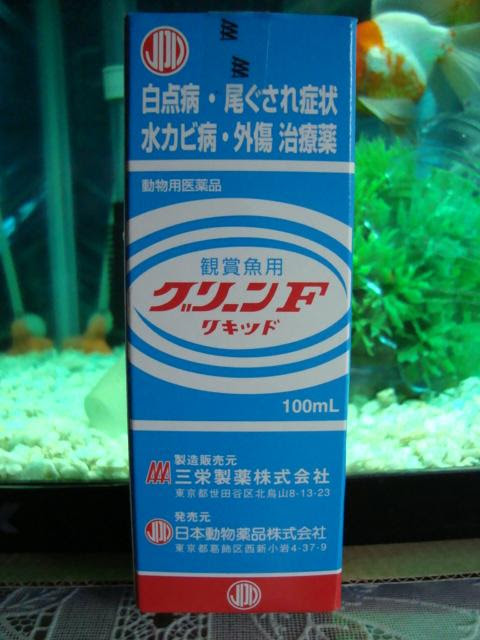 JPD
白点病・尾ぐされ症状
水カビ病・外傷 治療薬
動物用医薬品
観賞魚用
グリーンF
リキッド
100mL
AAA
製造販売元
三栄製薬株式会社
東京都世田谷区北烏山8-13-23
JPD
発売元
日本動物薬品株式会社
東京都葛飾区西新小岩4-37-9
JPD